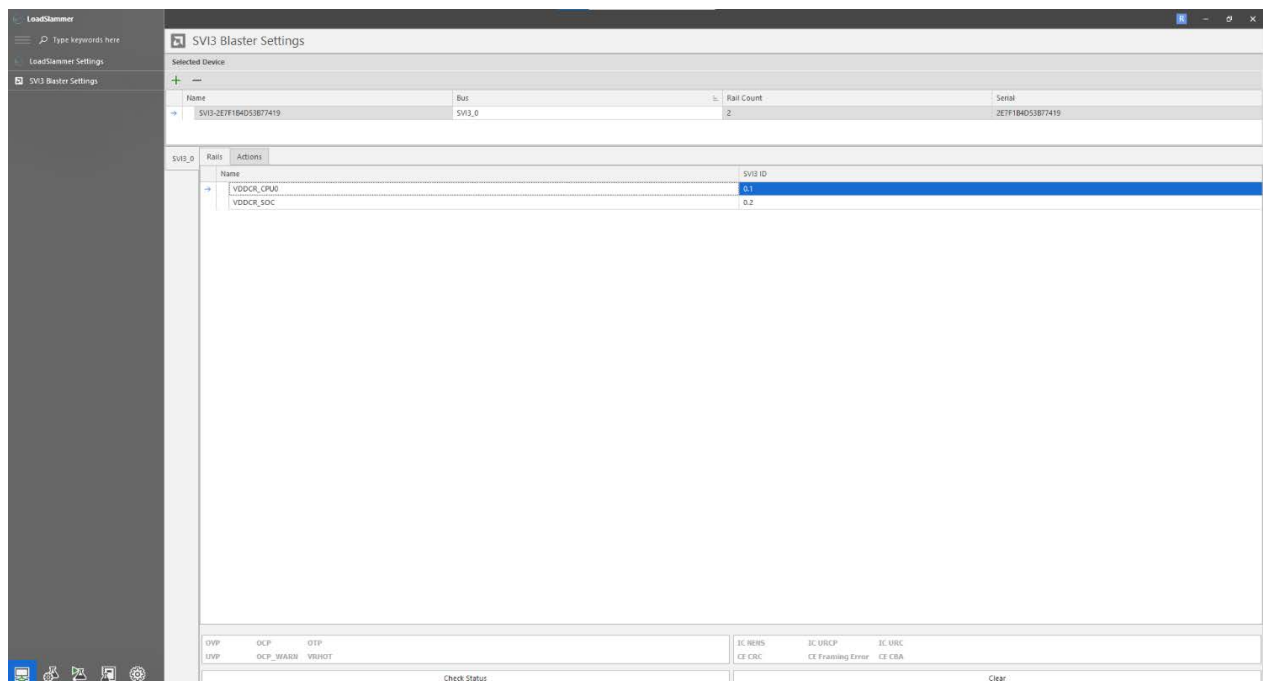 LoadSlammer
R
Type keywords here
SVI3 Blaster Settings
LoadSlammer Settings
Selected Device
SVI3 Blaster Settings
Name Bus Rail Count Serial
SVI3-2E7F1B4D53B77419 SVI3_0 2 2E7F1B4D53B77419
SVI3_0 Rails Actions
Name SVI3 ID
VDDCR_CPU0 0.1
VDDCR_SOC 0.2
OVP OCP OTP IC NENS IC URCP IC URC
UVP OCP_WARN VRHOT CE CRC CE Framing Error CE CBA
Check Status Clear